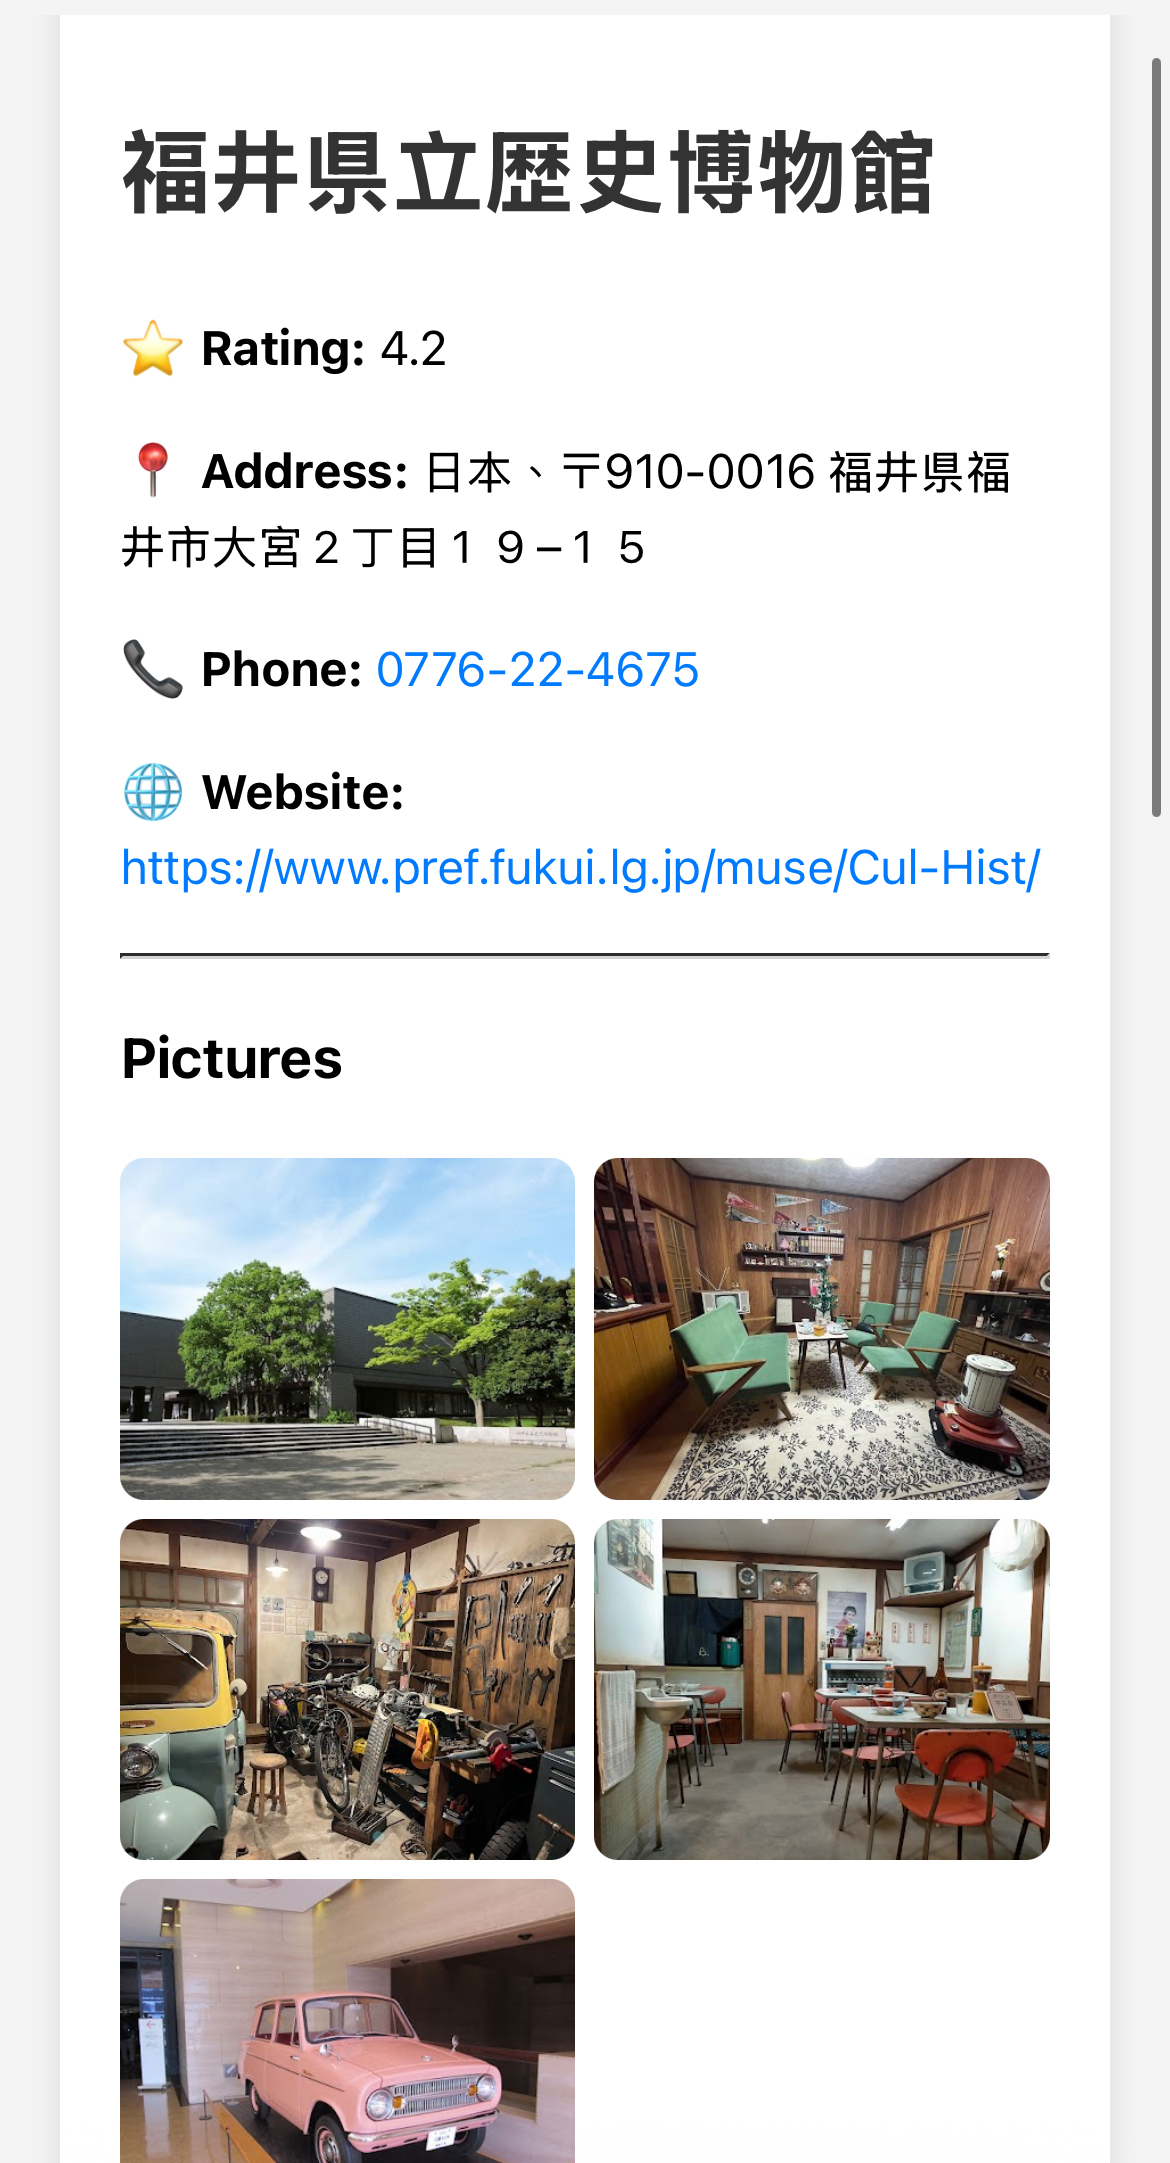 福井県立歴史博物館
⭐ Rating: 4.2
📍 Address: 日本、〒910-0016 福井県福
井市大宮２丁目１９−１５
📞 Phone: 0776-22-4675
🌐 Website:
https://www.pref.fukui.lg.jp/muse/Cul-Hist/
Pictures